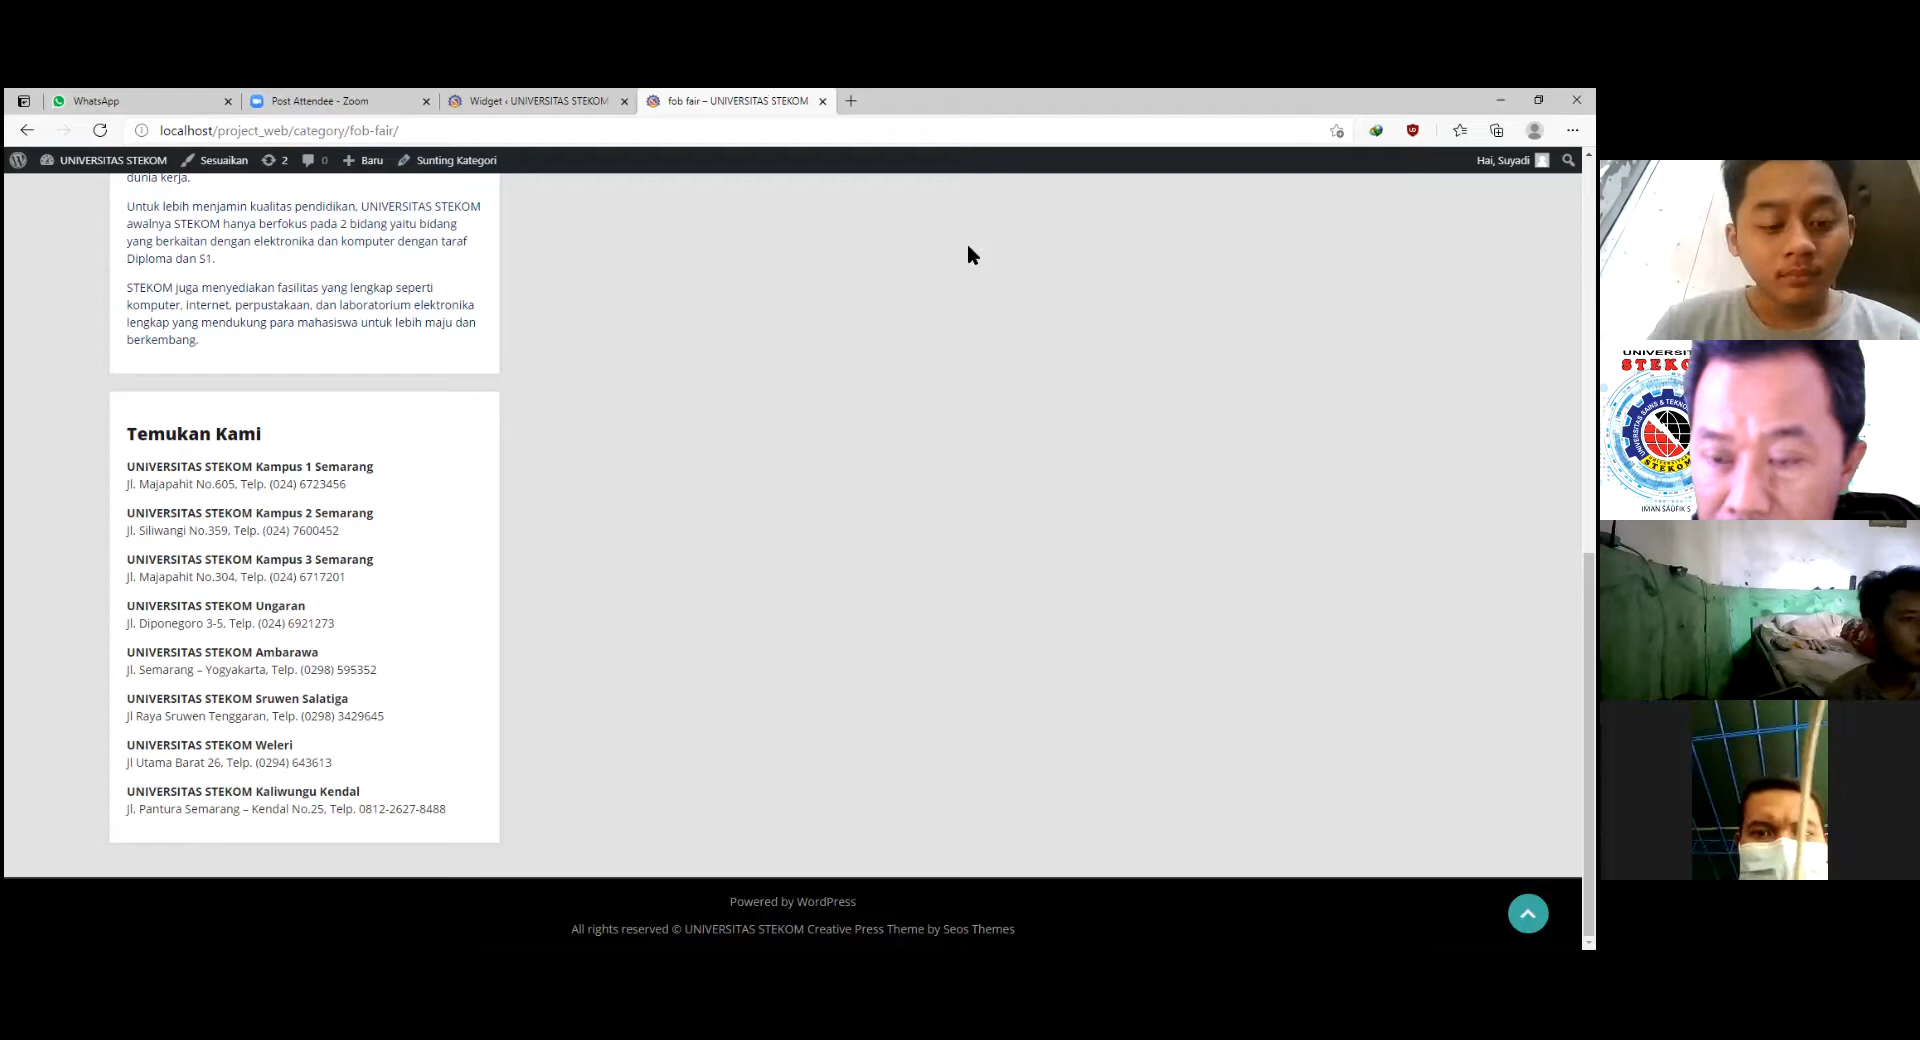 WhatsApp
Post Attendee - Zoom
Widget ‹ UNIVERSITAS STEKOM
fob fair – UNIVERSITAS STEKOM
localhost/project_web/category/fob-fair/
UNIVERSITAS STEKOM
Sesuaikan
2
0
Baru
Sunting Kategori
Hai, Suyadi
dunia kerja.
Untuk lebih menjamin kualitas pendidikan, UNIVERSITAS STEKOM
awalnya STEKOM hanya berfokus pada 2 bidang yaitu bidang
yang berkaitan dengan elektronika dan komputer dengan taraf
Diploma dan S1.
STEKOM juga menyediakan fasilitas yang lengkap seperti
komputer, internet, perpustakaan, dan laboratorium elektronika
lengkap yang mendukung para mahasiswa untuk lebih maju dan
berkembang.
Temukan Kami
UNIVERSITAS STEKOM Kampus 1 Semarang
Jl. Majapahit No.605, Telp. (024) 6723456
UNIVERSITAS STEKOM Kampus 2 Semarang
Jl. Siliwangi No.359, Telp. (024) 7600452
UNIVERSITAS STEKOM Kampus 3 Semarang
Jl. Majapahit No.304, Telp. (024) 6717201
UNIVERSITAS STEKOM Ungaran
Jl. Diponegoro 3-5, Telp. (024) 6921273
UNIVERSITAS STEKOM Ambarawa
Jl. Semarang – Yogyakarta, Telp. (0298) 595352
UNIVERSITAS STEKOM Sruwen Salatiga
Jl Raya Sruwen Tenggaran, Telp. (0298) 3429645
UNIVERSITAS STEKOM Weleri
Jl Utama Barat 26, Telp. (0294) 643613
UNIVERSITAS STEKOM Kaliwungu Kendal
Jl. Pantura Semarang – Kendal No.25, Telp. 0812-2627-8488
Powered by WordPress
All rights reserved © UNIVERSITAS STEKOM Creative Press Theme by Seos Themes
UNIVERSI
STEKO
UNIVERSITAS SAINS & TEKNO
UNIVERSITAS
STEKOM
IMAN SAUFIK S